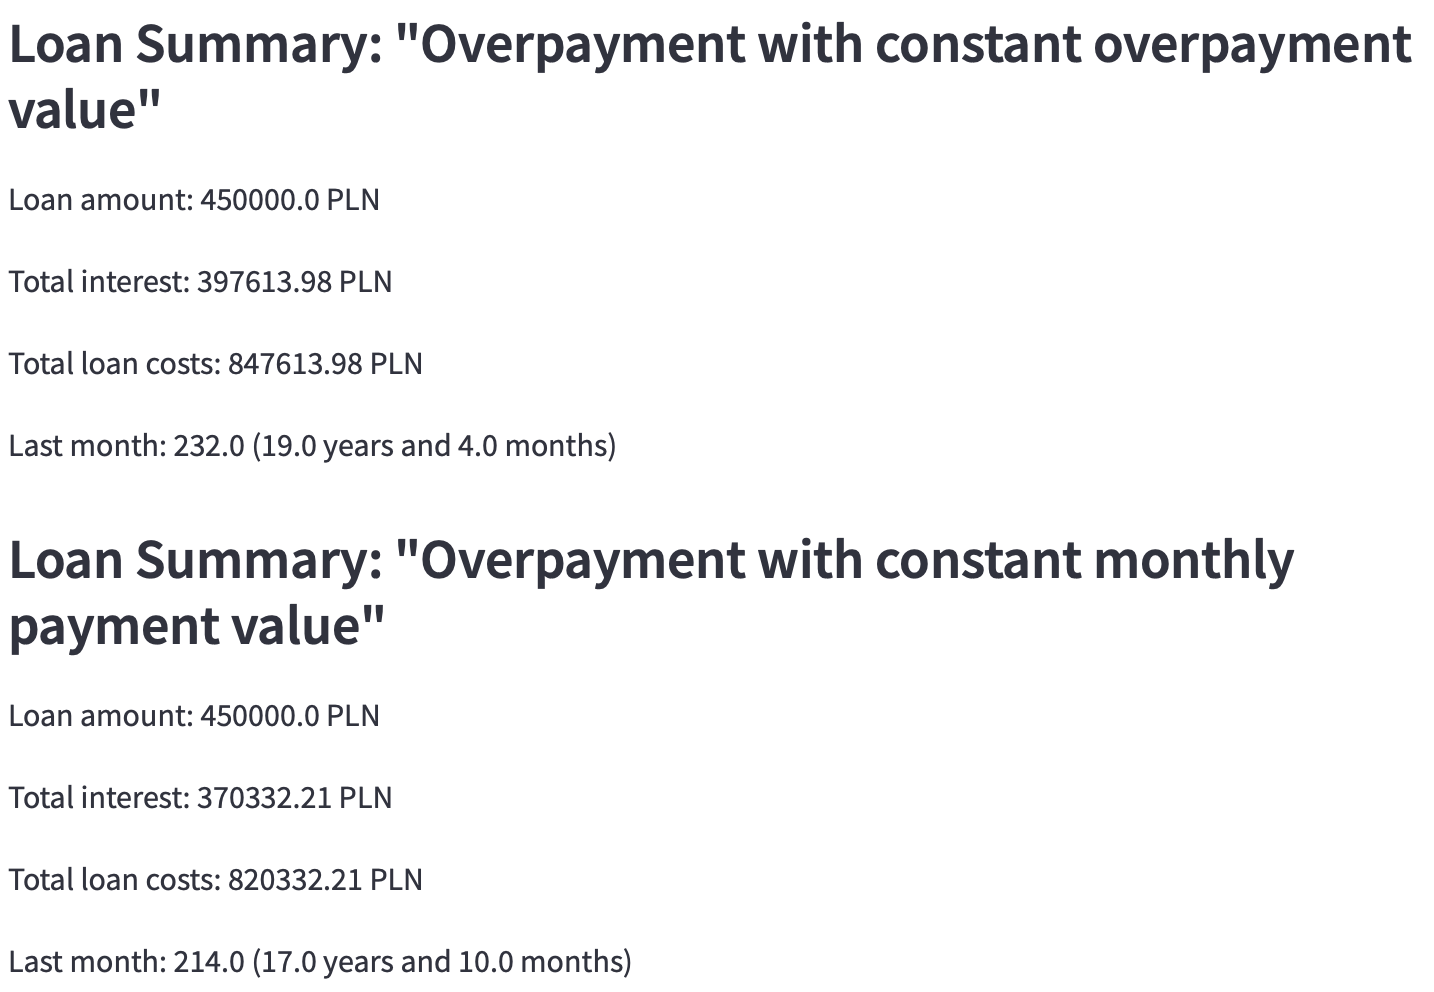 Loan Summary: "Overpayment with constant overpayment
value"
Loan amount: 450000.0 PLN
Total interest: 397613.98 PLN
Total loan costs: 847613.98 PLN
Last month: 232.0 (19.0 years and 4.0 months)
Loan Summary: "Overpayment with constant monthly
payment value"
Loan amount: 450000.0 PLN
Total interest: 370332.21 PLN
Total loan costs: 820332.21 PLN
Last month: 214.0 (17.0 years and 10.0 months)